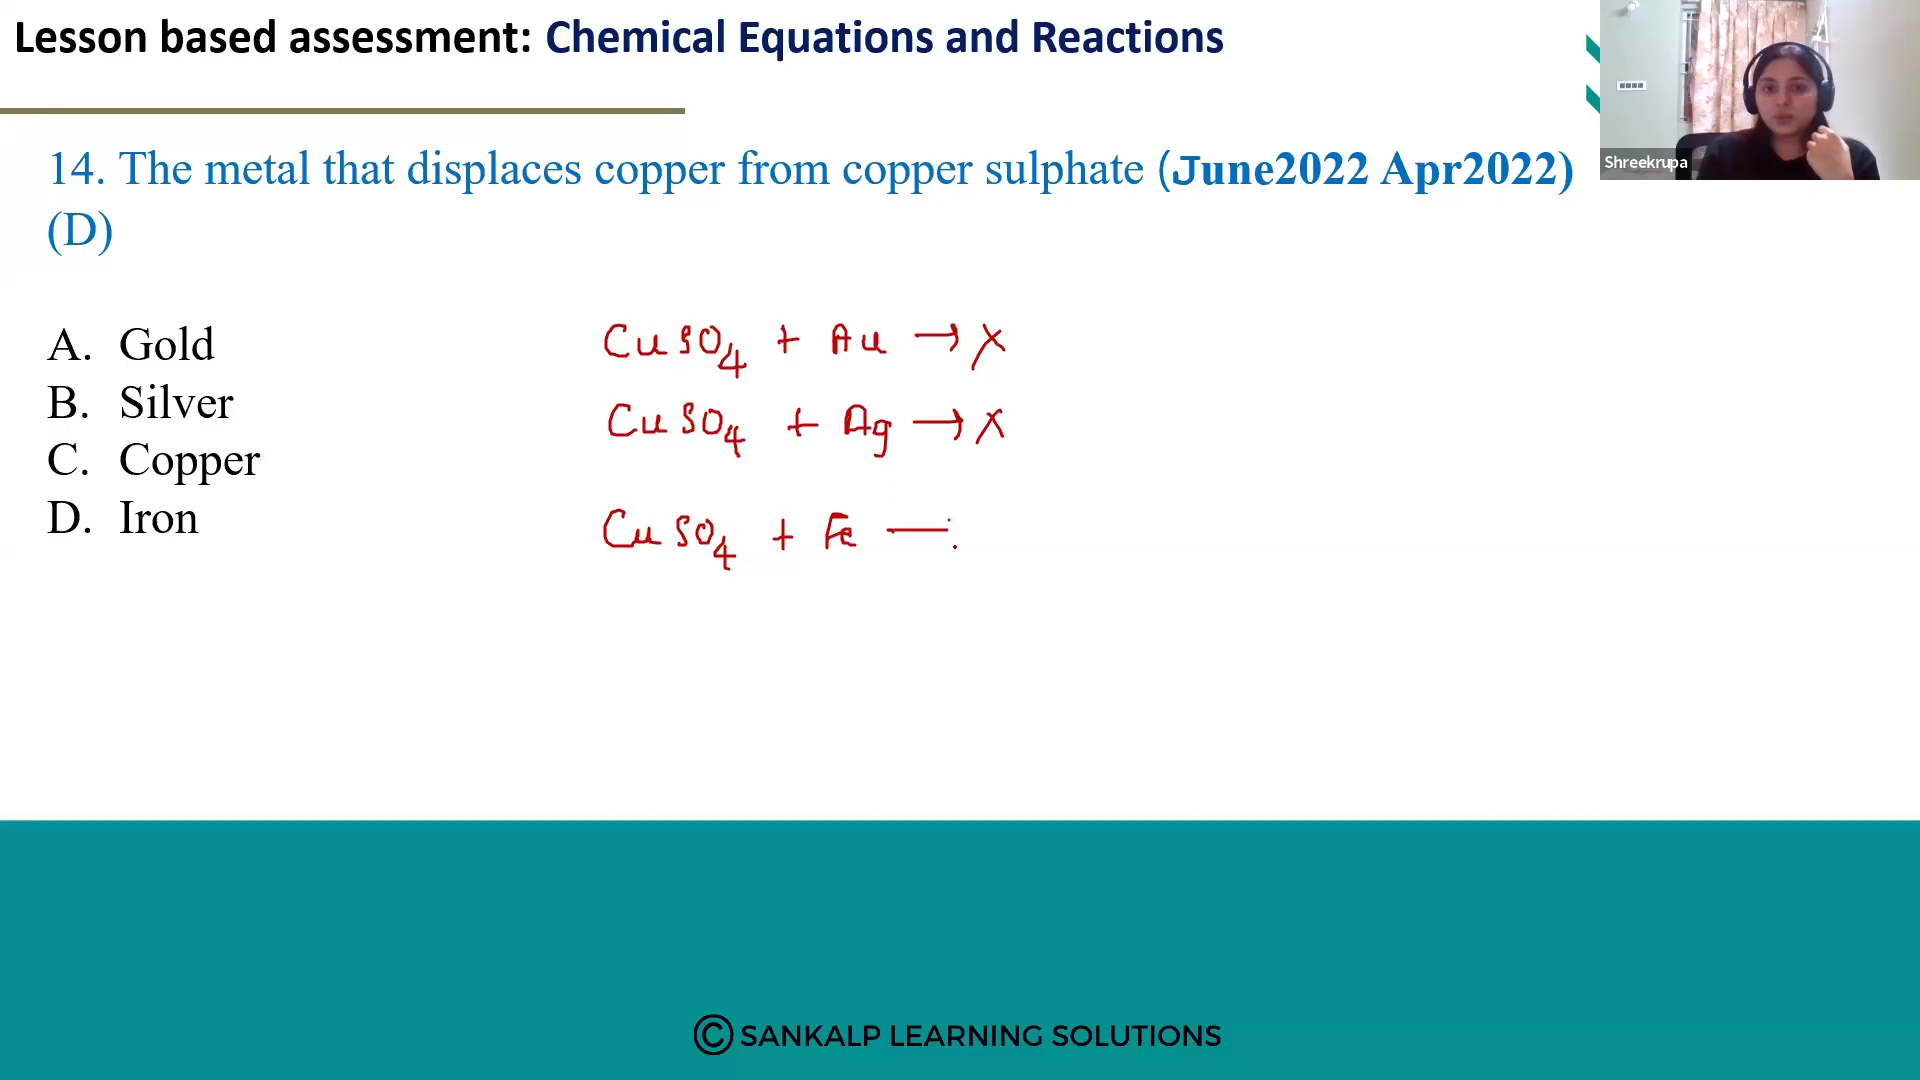 Lesson based assessment: Chemical Equations and Reactions
Shreekrupa
14. The metal that displaces copper from copper sulphate (June2022 Apr2022)
(D)
A. Gold
B. Silver
C. Copper
D. Iron
CuSO₄ + Au → X
CuSO₄ + Ag → X
CuSO₄ + Fe —
© SANKALP LEARNING SOLUTIONS